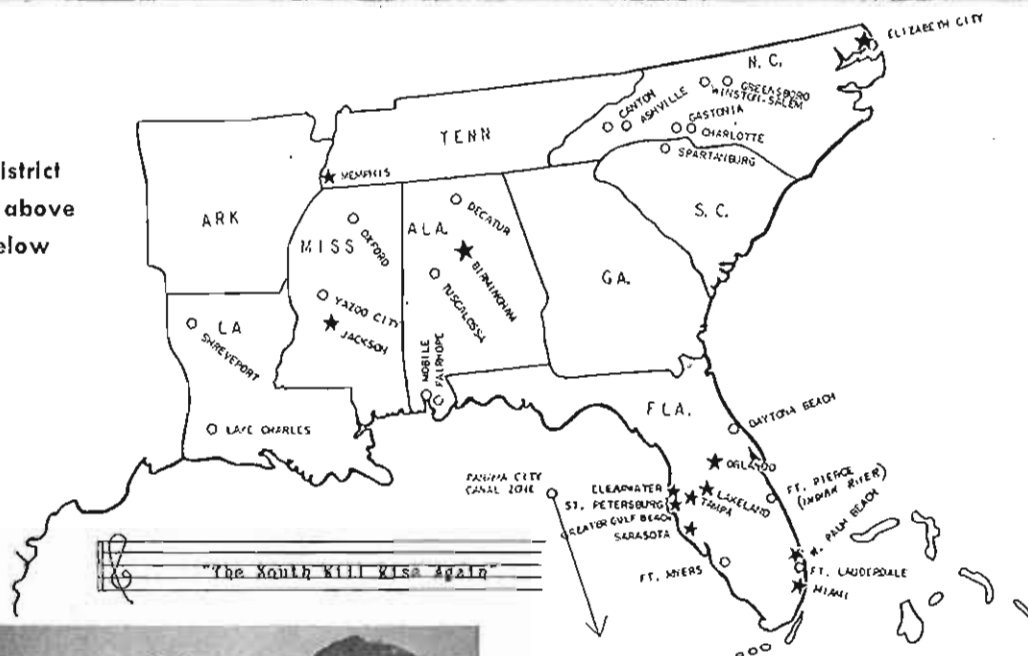 ELIZABETH CITY
N.C.
GREENSBORO
WINSTON-SALEM
CANTON
ASHVILLE
GASTONIA
CHARLOTTE
SPARTANBURG
TENN
istrict
above
elow
MEMPHIS
ARK
S.C.
MISS
OXFORD
ALA.
DECATUR
BIRMINGHAM
TUSCALOSSA
GA.
YAZOO CITY
JACKSON
LA
SHREVEPORT
MOBILE
FAIRHOPE
LAKE CHARLES
FLA.
DAYTONA BEACH
ORLANDO
PANAMA CITY
CANAL ZONE
CLEARWATER
ST. PETERSBURG
GREATER GULF BEACH
SARASOTA
LAKELAND
TAMPA
FT. PIERCE
(INDIAN RIVER)
W. PALM BEACH
FT. MYERS
FT. LAUDERDALE
MIAMI
"The South Will Rise Again"